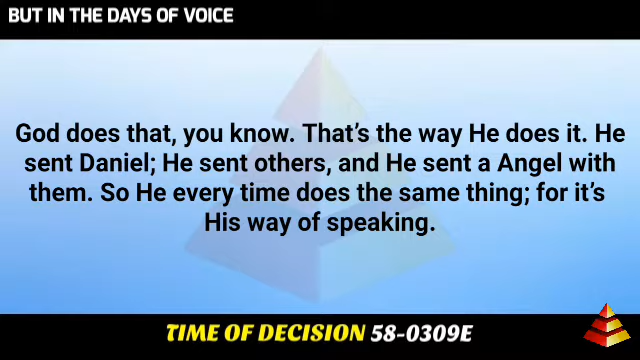 BUT IN THE DAYS OF VOICE
God does that, you know. That's the way He does it. He
sent Daniel; He sent others, and He sent a Angel with
them. So He every time does the same thing; for it's
His way of speaking.
TIME OF DECISION 58-0309E